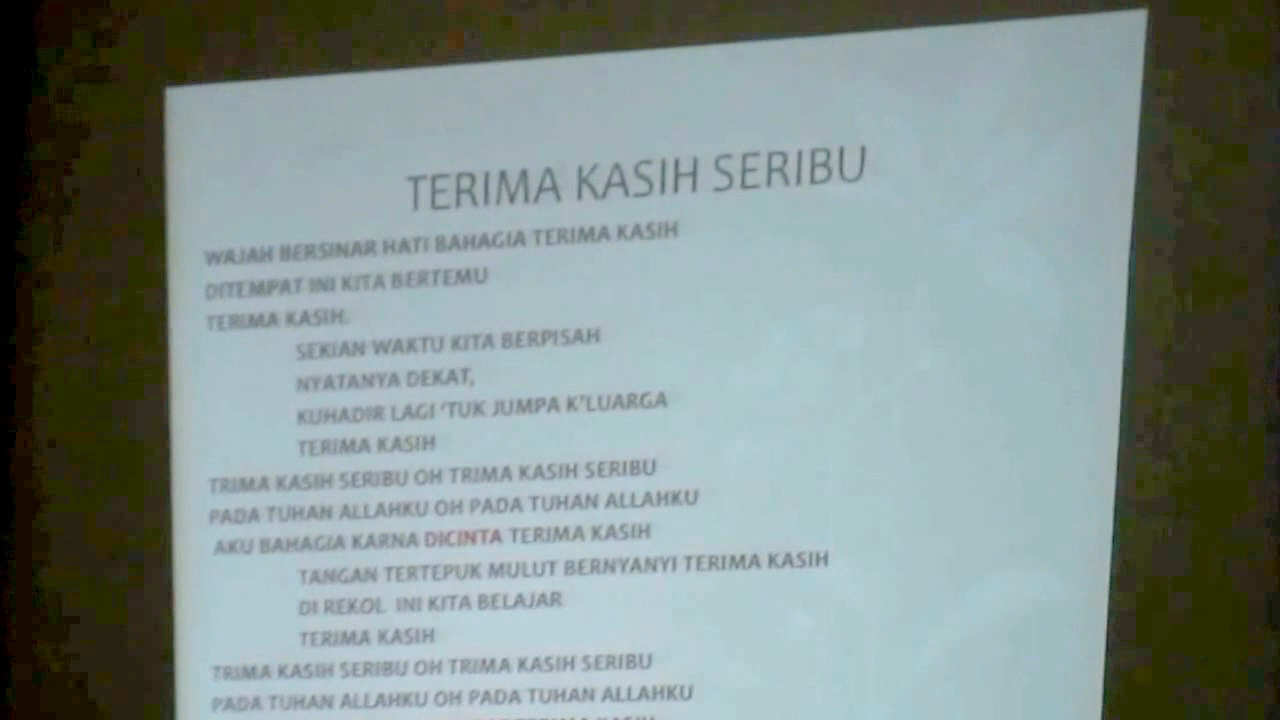 TERIMA KASIH SERIBU
WAJAH BERSINAR HATI BAHAGIA TERIMA KASIH
DITEMPAT INI KITA BERTEMU
TERIMA KASIH.
SEKIAN WAKTU KITA BERPISAH
NYATANYA DEKAT,
KUHADIR LAGI 'TUK JUMPA K'LUARGA
TERIMA KASIH
TRIMA KASIH SERIBU OH TRIMA KASIH SERIBU
PADA TUHAN ALLAHKU OH PADA TUHAN ALLAHKU
AKU BAHAGIA KARNA DICINTA TERIMA KASIH
TANGAN TERTEPUK MULUT BERNYANYI TERIMA KASIH
DI REKOL INI KITA BELAJAR
TERIMA KASIH
TRIMA KASIH SERIBU OH TRIMA KASIH SERIBU
PADA TUHAN ALLAHKU OH PADA TUHAN ALLAHKU